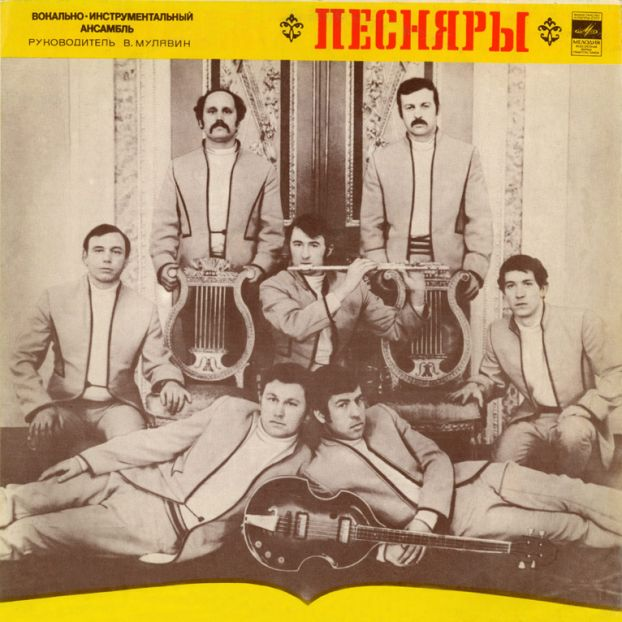 ВОКАЛЬНО-ИНСТРУМЕНТАЛЬНЫЙ
АНСАМБЛЬ
РУКОВОДИТЕЛЬ В. МУЛЯВИН
ПЕСНЯРЫ
МЕЛОДИЯ